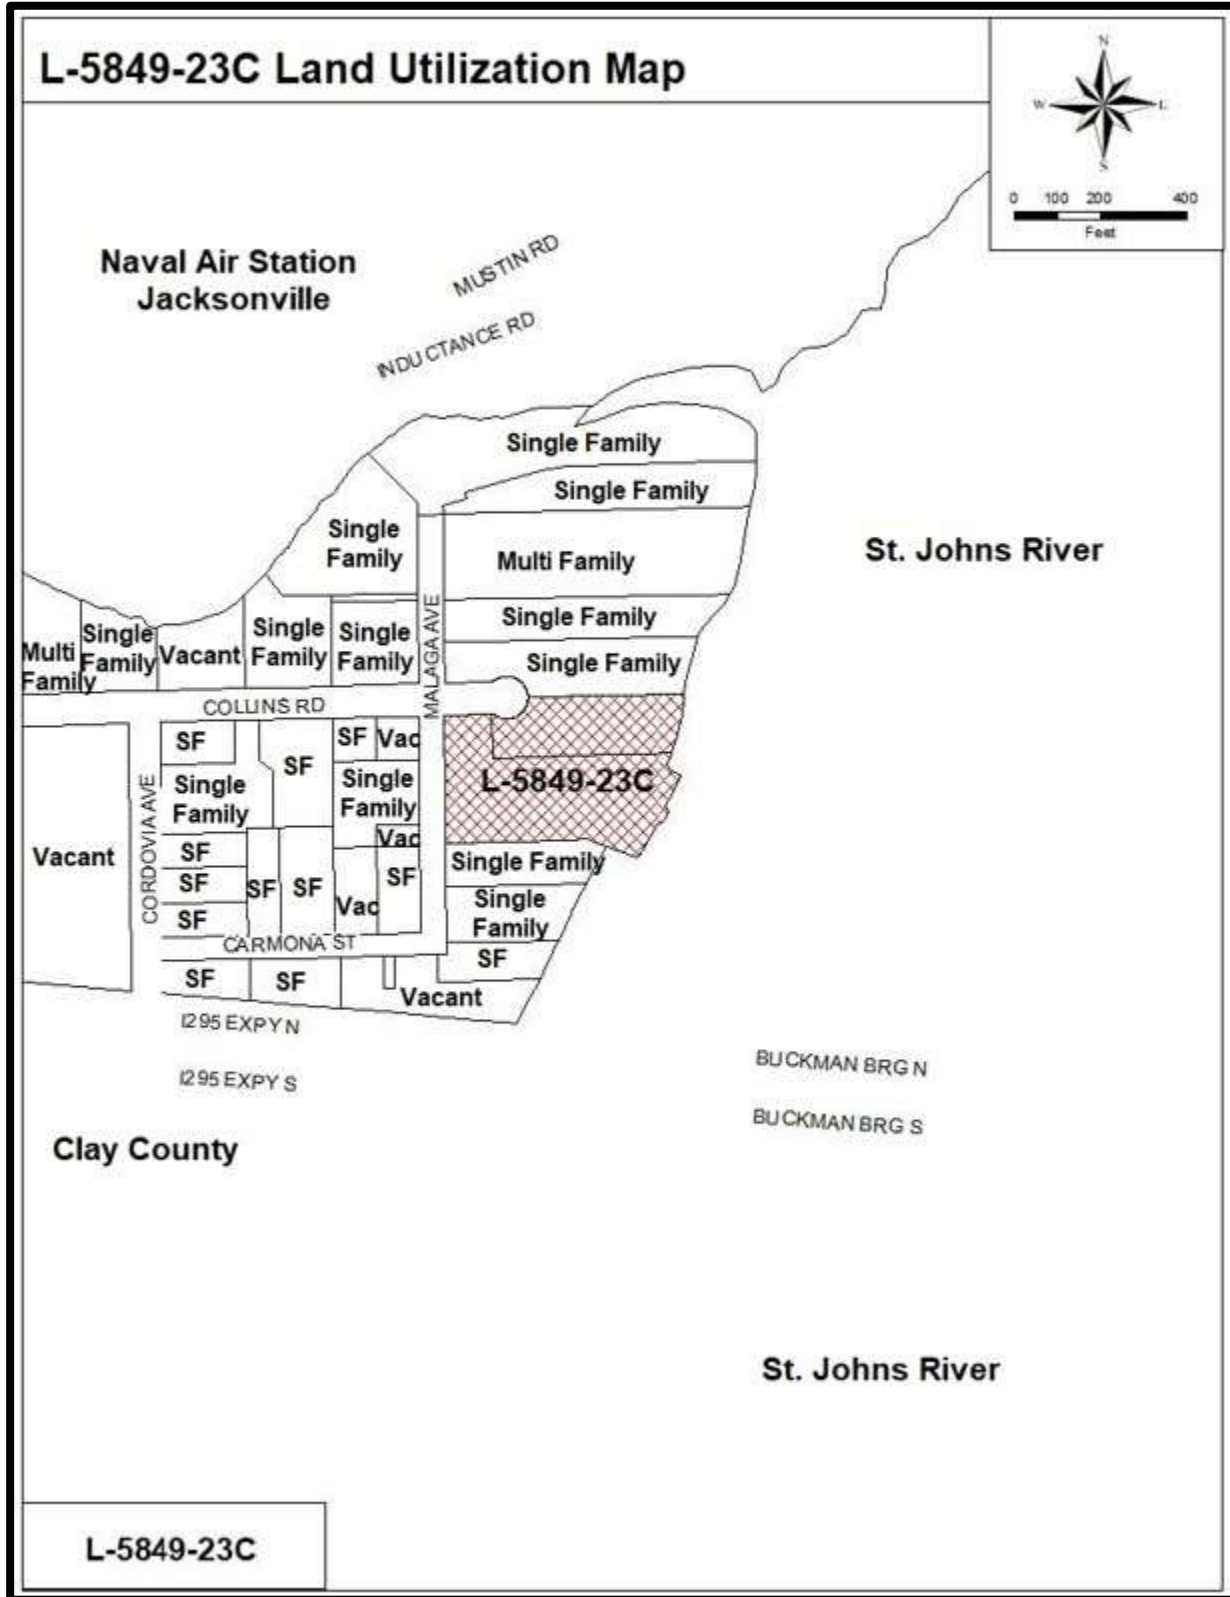 L-5849-23C Land Utilization Map
N
W
E
S
0 100 200 400
Feet
Naval Air Station
Jacksonville
MUSTIN RD
INDUCTANCE RD
Single Family
Single Family
Single
Family
Multi Family
St. Johns River
Single Family
Single Family
Multi
Family
Single
Family
Vacant
Single
Family
Single
Family
MALAGA AVE
COLLINS RD
SF
SF
SF
Vac
Single
Family
Single
Family
L-5849-23C
CORDOVIA AVE
Vacant
SF
Vac
Single Family
SF
SF
SF
Vac
SF
Single
Family
SF
CARMONA ST
SF
SF
SF
Vacant
I295 EXPY N
I295 EXPY S
BUCKMAN BRG N
BUCKMAN BRG S
Clay County
St. Johns River
L-5849-23C